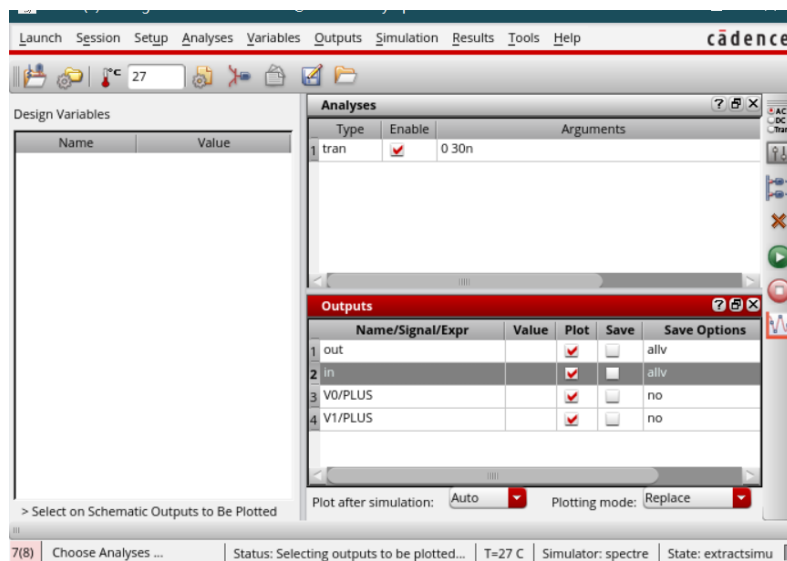 Launch Session Setup Analyses Variables Outputs Simulation Results Tools Help cādence
°C 27
Design Variables
Name Value
> Select on Schematic Outputs to Be Plotted
Analyses
Type Enable Arguments
1 tran 0 30n
Outputs
Name/Signal/Expr Value Plot Save Save Options
1 out allv
2 in allv
3 V0/PLUS no
4 V1/PLUS no
Plot after simulation: Auto Plotting mode: Replace
AC
DC
Tran
7(8) Choose Analyses ... Status: Selecting outputs to be plotted... T=27 C Simulator: spectre State: extractsimu